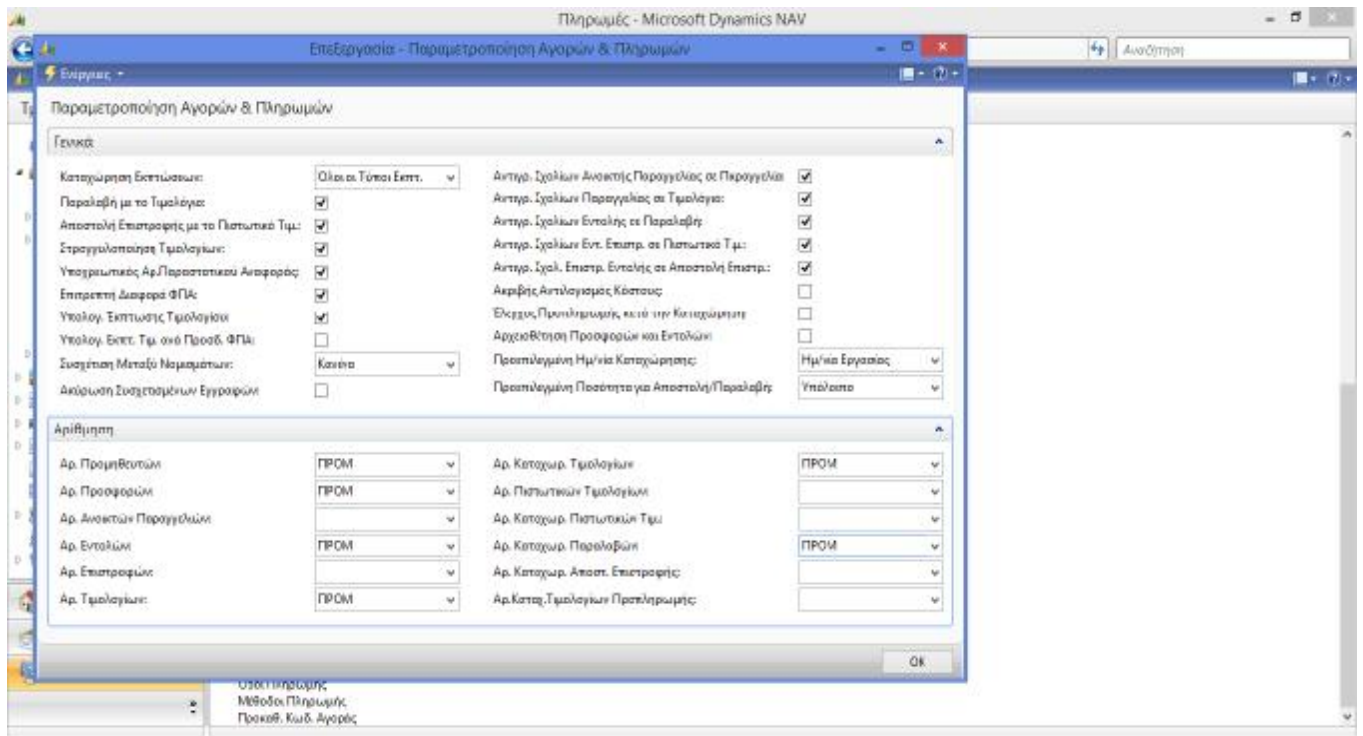 Πληρωμές - Microsoft Dynamics NAV
Επεξεργασία - Παραμετροποίηση Αγορών & Πληρωμών
Αναζήτηση
Ενέργειες
Παραμετροποίηση Αγορών & Πληρωμών
Γενικά
Καταχώρηση Εκπτώσεων: Όλοι οι Τύποι Εκπτ.
Παραλαβή με το Τιμολόγιο:
Αποστολή Επιστροφής με το Πιστωτικό Τιμ.:
Στρογγυλοποίηση Τιμολογίων:
Υποχρεωτικός Αρ.Παραστατικού Αναφοράς:
Επιτρεπτή Διαφορά ΦΠΑ:
Υπολογ. Έκπτωσης Τιμολογίου:
Υπολογ. Εκπτ. Τιμ. ανά Προσδ. ΦΠΑ:
Συσχέτιση Μεταξύ Νομισμάτων: Κανένα
Ακύρωση Συσχετισμένων Εγγραφών:
Αντιγρ. Σχολίων Ανοικτής Παραγγελίας σε Παραγγελία:
Αντιγρ. Σχολίων Παραγγελίας σε Τιμολόγιο:
Αντιγρ. Σχολίων Εντολής σε Παραλαβή:
Αντιγρ. Σχολίων Εντ. Επιστρ. σε Πιστωτικό Τιμ.:
Αντιγρ. Σχολ. Επιστρ. Εντολής σε Αποστολή Επιστρ.:
Ακριβής Αντιλογισμός Κόστους:
Έλεγχος Προπληρωμής κατά την Καταχώρηση:
Αρχειοθέτηση Προσφορών και Εντολών:
Προεπιλεγμένη Ημ/νία Καταχώρησης: Ημ/νία Εργασίας
Προεπιλεγμένη Ποσότητα για Αποστολή/Παραλαβή: Υπόλοιπο
Αρίθμηση
Αρ. Προμηθευτών: ΠΡΟΜ
Αρ. Προσφορών: ΠΡΟΜ
Αρ. Ανοικτών Παραγγελιών:
Αρ. Εντολών: ΠΡΟΜ
Αρ. Επιστροφών:
Αρ. Τιμολογίων: ΠΡΟΜ
Αρ. Καταχωρ. Τιμολογίων: ΠΡΟΜ
Αρ. Πιστωτικών Τιμολογίων:
Αρ. Καταχωρ. Πιστωτικών Τιμ.:
Αρ. Καταχωρ. Παραλαβών: ΠΡΟΜ
Αρ. Καταχωρ. Αποστ. Επιστροφής:
Αρ.Καταχ.Τιμολογίων Προπληρωμής:
OK
Όροι Πληρωμής
Μέθοδοι Πληρωμής
Προκαθ. Κωδ. Αγοράς